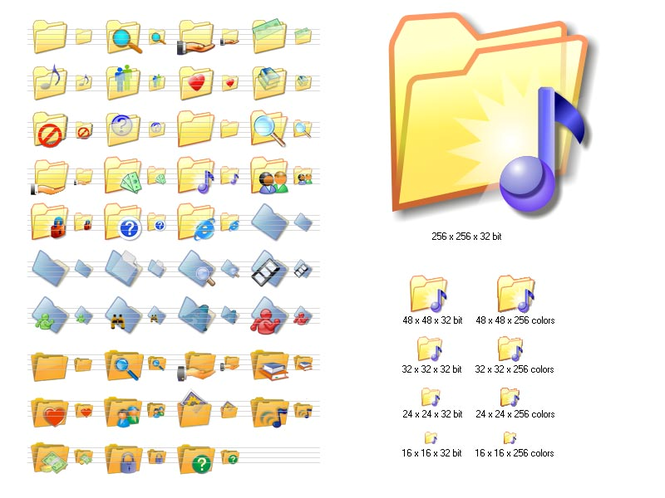 256 x 256 x 32 bit
48 x 48 x 32 bit 48 x 48 x 256 colors
32 x 32 x 32 bit 32 x 32 x 256 colors
24 x 24 x 32 bit 24 x 24 x 256 colors
16 x 16 x 32 bit 16 x 16 x 256 colors